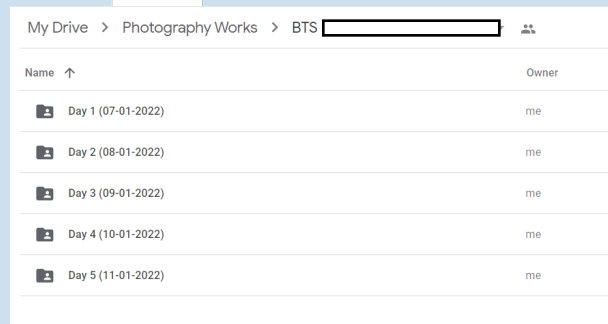 My Drive > Photography Works > BTS
Name ↑ Owner
Day 1 (07-01-2022) me
Day 2 (08-01-2022) me
Day 3 (09-01-2022) me
Day 4 (10-01-2022) me
Day 5 (11-01-2022) me